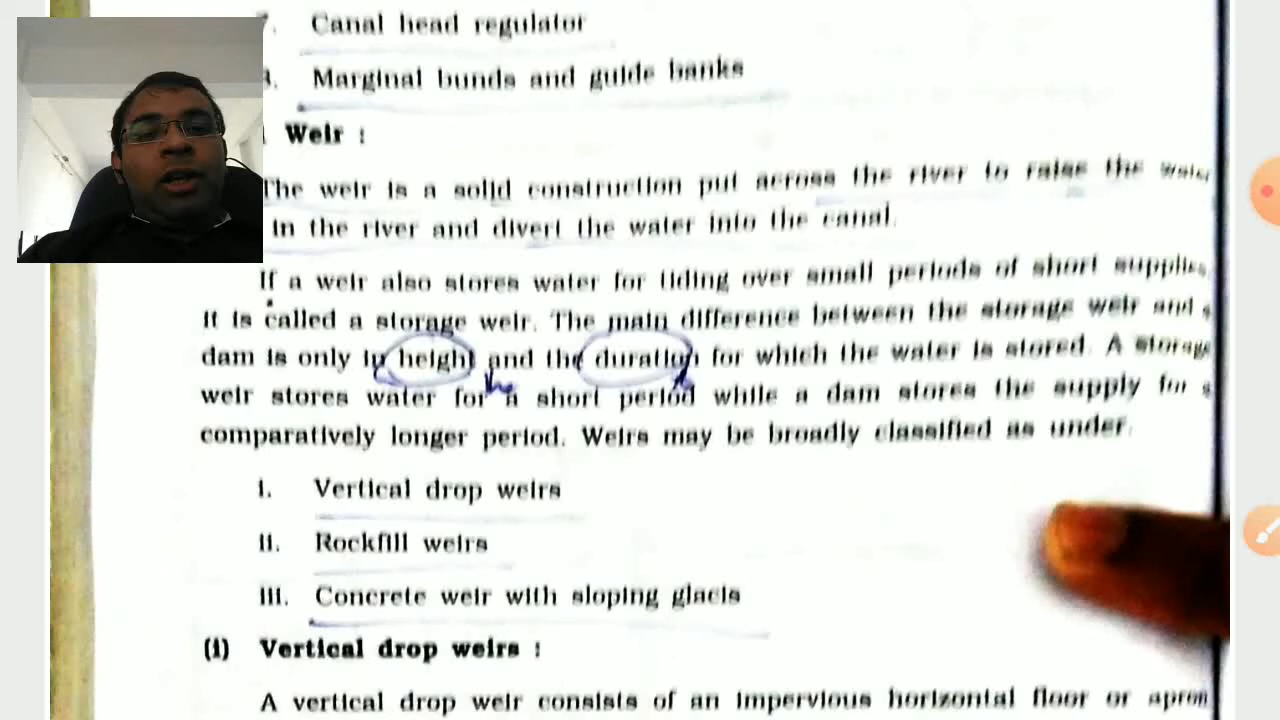 7. Canal head regulator
3. Marginal bunds and guide banks
Weir :
The weir is a solid construction put across the river to raise the water
in the river and divert the water into the canal.
If a weir also stores water for tiding over small periods of short supplies,
it is called a storage weir. The main difference between the storage weir and
dam is only in height and the duration for which the water is stored. A storage
weir stores water for a short period while a dam stores the supply for
comparatively longer period. Weirs may be broadly classified as under.
i. Vertical drop weirs
ii. Rockfill weirs
iii. Concrete weir with sloping glacis
(i) Vertical drop weirs :
A vertical drop weir consists of an impervious horizontal floor or apron